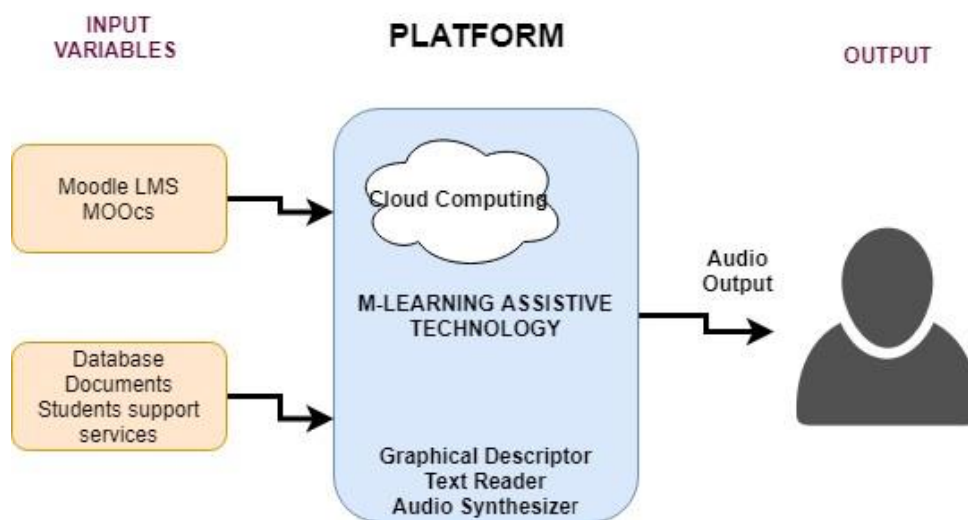 INPUT
VARIABLES
PLATFORM
OUTPUT
Moodle LMS
MOOcs
Cloud Computing
Audio
Output
M-LEARNING ASSISTIVE
TECHNOLOGY
Database
Documents
Students support
services
Graphical Descriptor
Text Reader
Audio Synthesizer